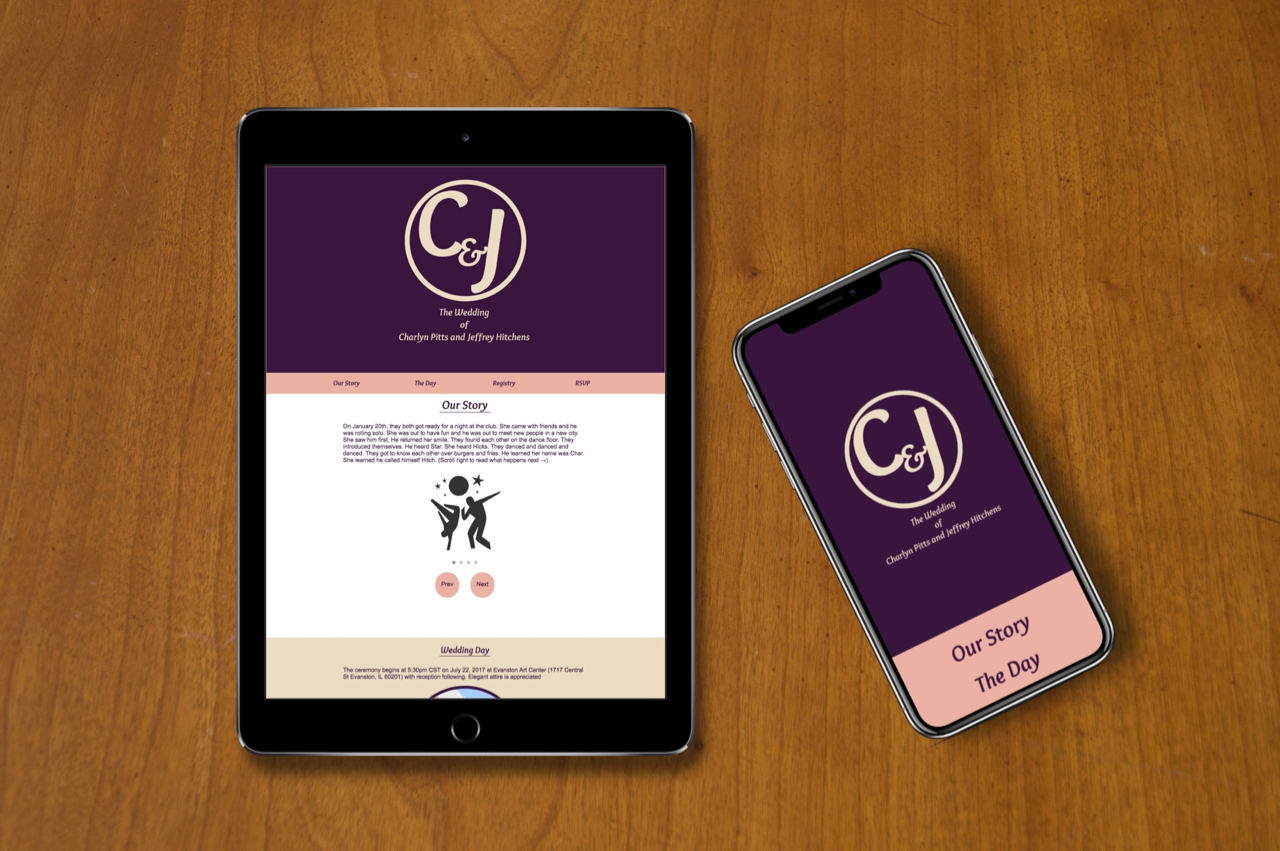 C&J
The Wedding
of
Charlyn Pitts and Jeffrey Hitchens
Our Story
The Day
Registry
RSUP
Our Story
On January 20th, they both got ready for a night at the club. She came with friends and he
was rolling solo. She was out to have fun and he was out to meet new people in a new city.
She saw him first. He returned her smile. They found each other on the dance floor. They
introduced themselves. He heard Star. She heard Hicks. They danced and danced and
danced. They got to know each other over burgers and fries. He learned her name was Char.
She learned he called himself Hitch. (Scroll right to read what happens next →)
Prev
Next
Wedding Day
The ceremony begins at 5:30pm CST on July 22, 2017 at Evanston Art Center (1717 Central
St Evanston, IL 60201) with reception following. Elegant attire is appreciated
C&J
The Wedding
of
Charlyn Pitts and Jeffrey Hitchens
Our Story
The Day